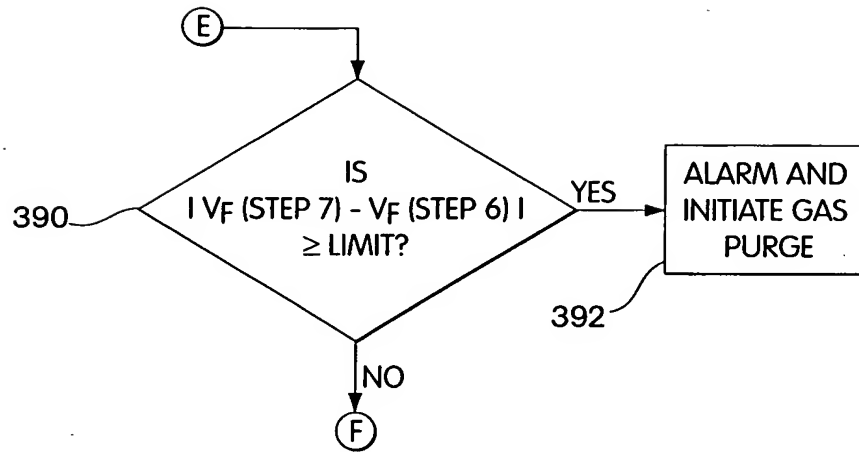 E
IS
| VF (STEP 7) - VF (STEP 6) |
≥ LIMIT?
390
YES
ALARM AND
INITIATE GAS
PURGE
392
NO
F